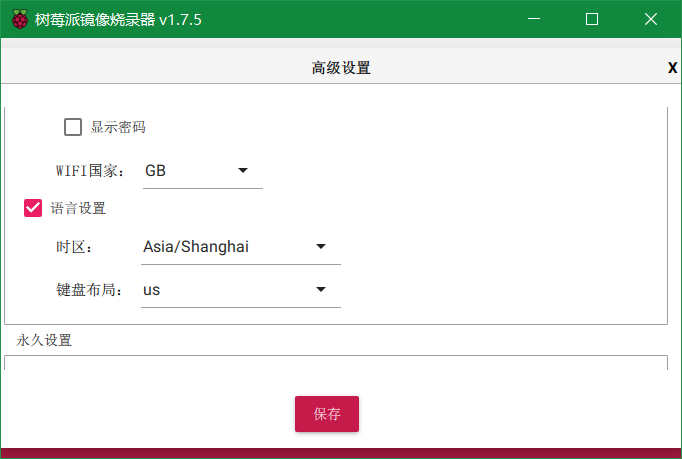 树莓派镜像烧录器 v1.7.5
高级设置 X
显示密码
WIFI国家： GB
语言设置
时区： Asia/Shanghai
键盘布局： us
永久设置
保存